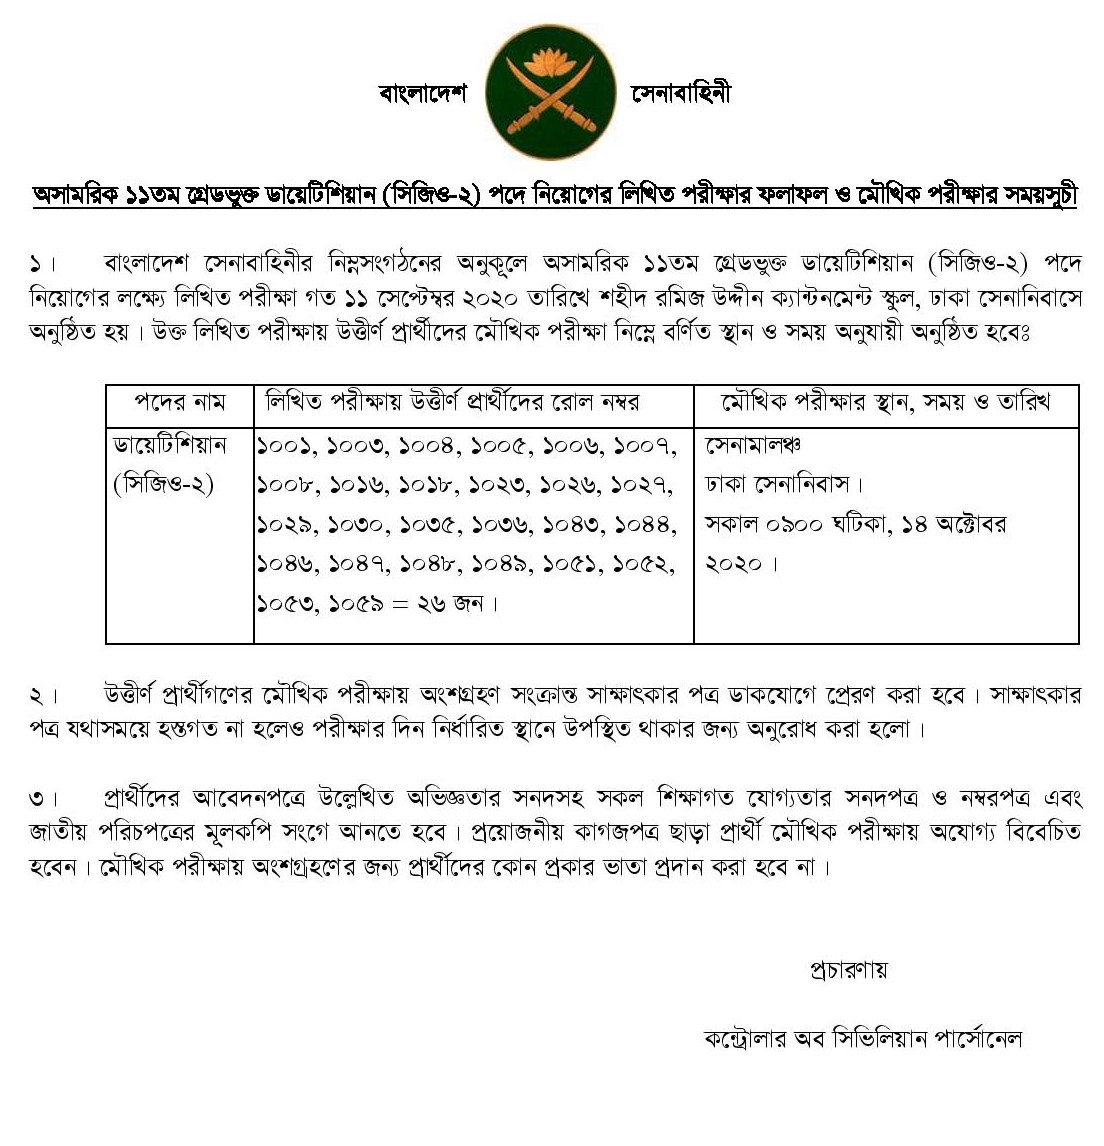 বাংলাদেশ সেনাবাহিনী
অসামরিক ১১তম গ্রেডভুক্ত ডায়েটিশিয়ান (সিজিও-২) পদে নিয়োগের লিখিত পরীক্ষার ফলাফল ও মৌখিক পরীক্ষার সময়সূচী
১। বাংলাদেশ সেনাবাহিনীর নিম্নসংগঠনের অনুকূলে অসামরিক ১১তম গ্রেডভুক্ত ডায়েটিশিয়ান (সিজিও-২) পদে
নিয়োগের লক্ষ্যে লিখিত পরীক্ষা গত ১১ সেপ্টেম্বর ২০২০ তারিখে শহীদ রমিজ উদ্দীন ক্যান্টনমেন্ট স্কুল, ঢাকা সেনানিবাসে
অনুষ্ঠিত হয়। উক্ত লিখিত পরীক্ষায় উত্তীর্ণ প্রার্থীদের মৌখিক পরীক্ষা নিম্নে বর্ণিত স্থান ও সময় অনুযায়ী অনুষ্ঠিত হবেঃ
পদের নাম লিখিত পরীক্ষায় উত্তীর্ণ প্রার্থীদের রোল নম্বর মৌখিক পরীক্ষার স্থান, সময় ও তারিখ
ডায়েটিশিয়ান ১০০১, ১০০৩, ১০০৪, ১০০৫, ১০০৬, ১০০৭, সেনামালঞ্চ
(সিজিও-২) ১০০৮, ১০১৬, ১০১৮, ১০২৩, ১০২৬, ১০২৭, ঢাকা সেনানিবাস।
১০২৯, ১০৩০, ১০৩৫, ১০৩৬, ১০৪৩, ১০৪৪, সকাল ০৯০০ ঘটিকা, ১৪ অক্টোবর
১০৪৬, ১০৪৭, ১০৪৮, ১০৪৯, ১০৫১, ১০৫২, ২০২০।
১০৫৩, ১০৫৯ = ২৬ জন।
২। উত্তীর্ণ প্রার্থীগণের মৌখিক পরীক্ষায় অংশগ্রহণ সংক্রান্ত সাক্ষাৎকার পত্র ডাকযোগে প্রেরণ করা হবে। সাক্ষাৎকার
পত্র যথাসময়ে হস্তগত না হলেও পরীক্ষার দিন নির্ধারিত স্থানে উপস্থিত থাকার জন্য অনুরোধ করা হলো।
৩। প্রার্থীদের আবেদনপত্রে উল্লেখিত অভিজ্ঞতার সনদসহ সকল শিক্ষাগত যোগ্যতার সনদপত্র ও নম্বরপত্র এবং
জাতীয় পরিচপত্রের মূলকপি সংগে আনতে হবে। প্রয়োজনীয় কাগজপত্র ছাড়া প্রার্থী মৌখিক পরীক্ষায় অযোগ্য বিবেচিত
হবেন। মৌখিক পরীক্ষায় অংশগ্রহণের জন্য প্রার্থীদের কোন প্রকার ভাতা প্রদান করা হবে না।
প্রচারণায়
কন্ট্রোলার অব সিভিলিয়ান পার্সোনেল